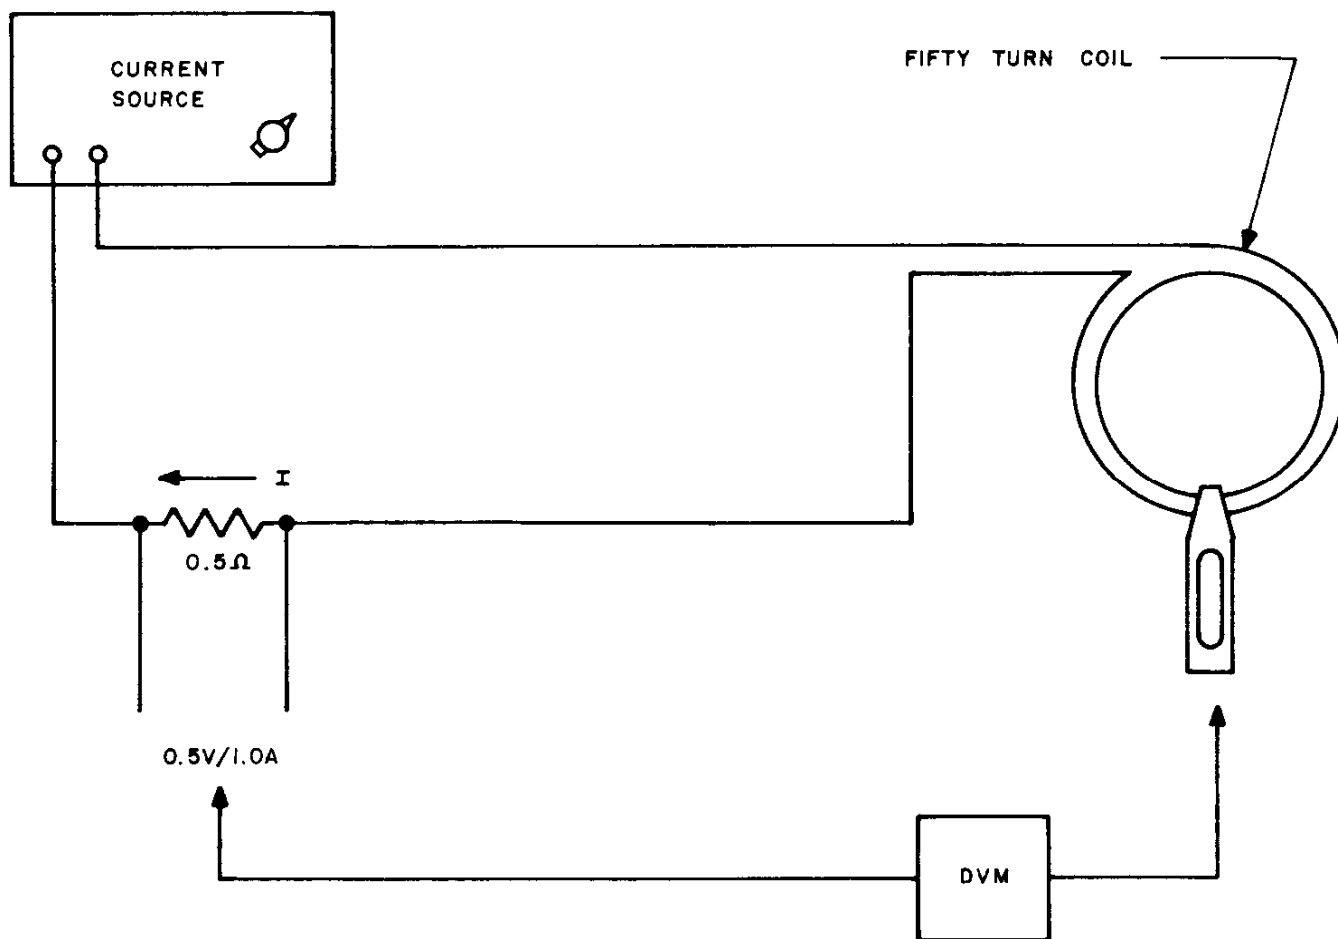 CURRENT
SOURCE
FIFTY TURN COIL
I
0.5Ω
0.5V/1.0A
DVM